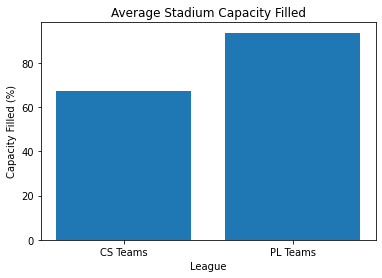 Average Stadium Capacity Filled
Capacity Filled (%)
80
60
40
20
0
CS Teams
PL Teams
League